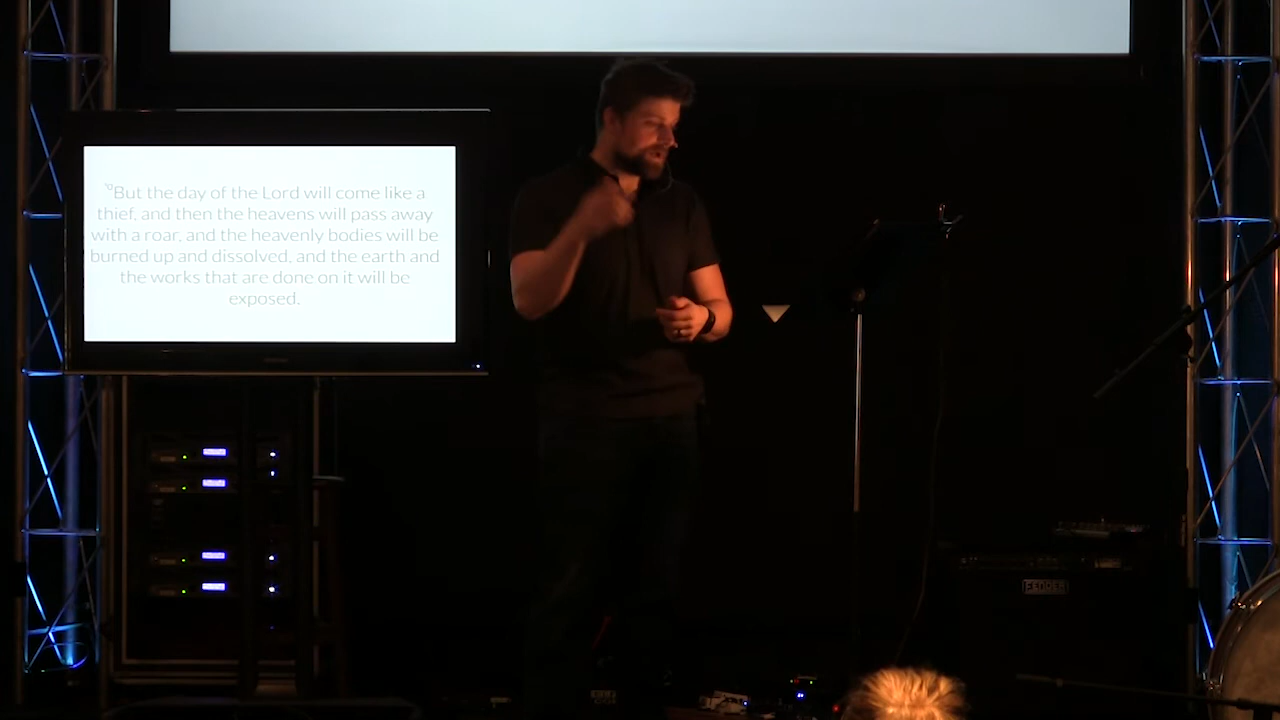 "But the day of the Lord will come like a
thief, and then the heavens will pass away
with a roar, and the heavenly bodies will be
burned up and dissolved, and the earth and
the works that are done on it will be
exposed.
FENDER